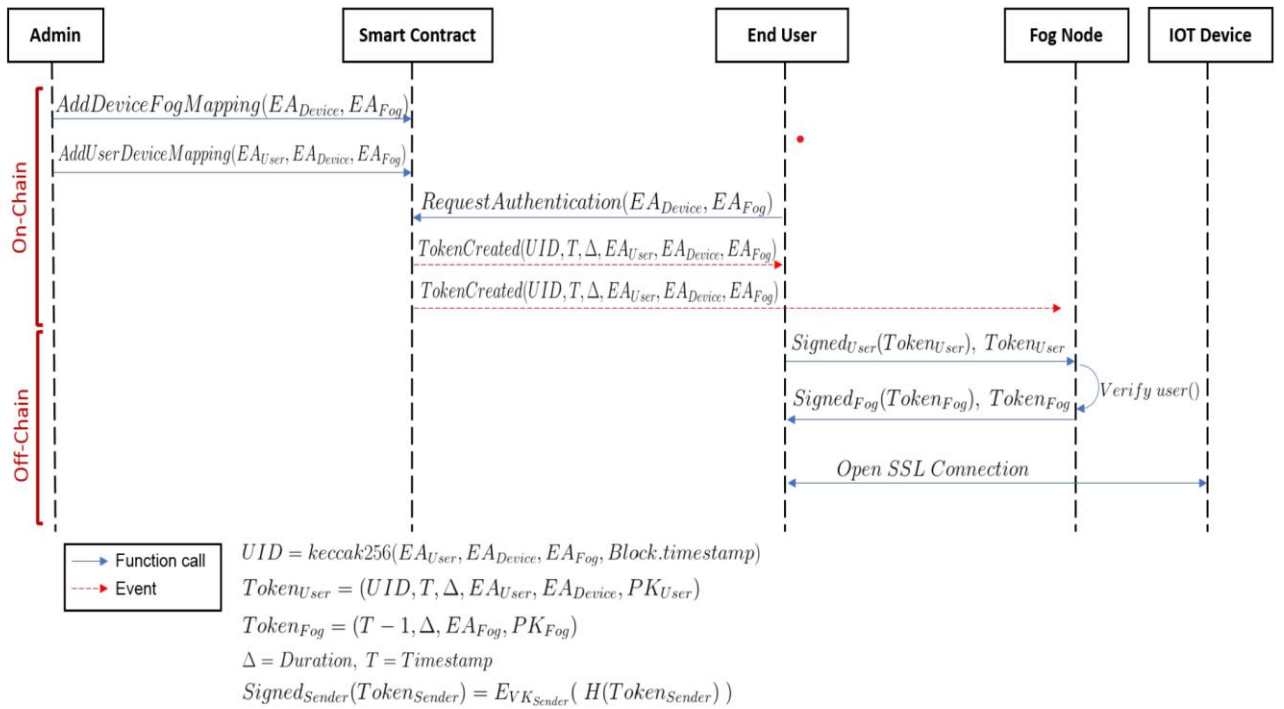 Admin
Smart Contract
End User
Fog Node
IOT Device
On-Chain
AddDeviceFogMapping(EA_Device, EA_Fog)
AddUserDeviceMapping(EA_User, EA_Device, EA_Fog)
RequestAuthentication(EA_Device, EA_Fog)
TokenCreated(UID, T, Δ, EA_User, EA_Device, EA_Fog)
TokenCreated(UID, T, Δ, EA_User, EA_Device, EA_Fog)
Off-Chain
Signed_User(Token_User), Token_User
Verify user()
Signed_Fog(Token_Fog), Token_Fog
Open SSL Connection
Function call
Event
UID = keccak256(EA_User, EA_Device, EA_Fog, Block.timestamp)
Token_User = (UID, T, Δ, EA_User, EA_Device, PK_User)
Token_Fog = (T − 1, Δ, EA_Fog, PK_Fog)
Δ = Duration, T = Timestamp
Signed_Sender(Token_Sender) = E_VK_Sender( H(Token_Sender) )